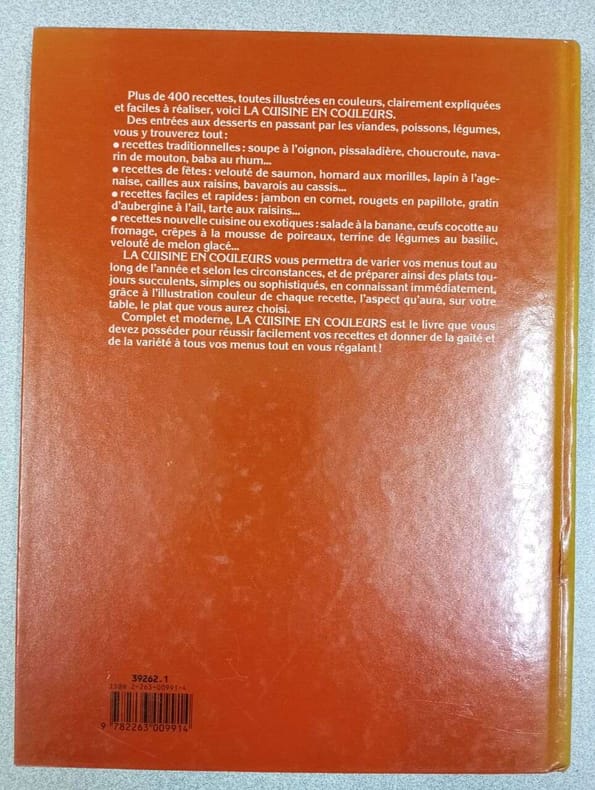 Plus de 400 recettes, toutes illustrées en couleurs, clairement expliquées
et faciles à réaliser, voici LA CUISINE EN COULEURS.
Des entrées aux desserts en passant par les viandes, poissons, légumes,
vous y trouverez tout :
● recettes traditionnelles : soupe à l'oignon, pissaladière, choucroute, nava-
rin de mouton, baba au rhum...
● recettes de fêtes : velouté de saumon, homard aux morilles, lapin à l'age-
naise, cailles aux raisins, bavarois au cassis...
● recettes faciles et rapides : jambon en cornet, rougets en papillote, gratin
d'aubergine à l'ail, tarte aux raisins...
● recettes nouvelle cuisine ou exotiques : salade à la banane, œufs cocotte au
fromage, crêpes à la mousse de poireaux, terrine de légumes au basilic,
velouté de melon glacé...
LA CUISINE EN COULEURS vous permettra de varier vos menus tout au
long de l'année et selon les circonstances, et de préparer ainsi des plats tou-
jours succulents, simples ou sophistiqués, en connaissant immédiatement,
grâce à l'illustration couleur de chaque recette, l'aspect qu'aura, sur votre
table, le plat que vous aurez choisi.
Complet et moderne, LA CUISINE EN COULEURS est le livre que vous
devez posséder pour réussir facilement vos recettes et donner de la gaité et
de la variété à tous vos menus tout en vous régalant !
39262.1
ISBN 2-263-00991-4
9 782263 009914